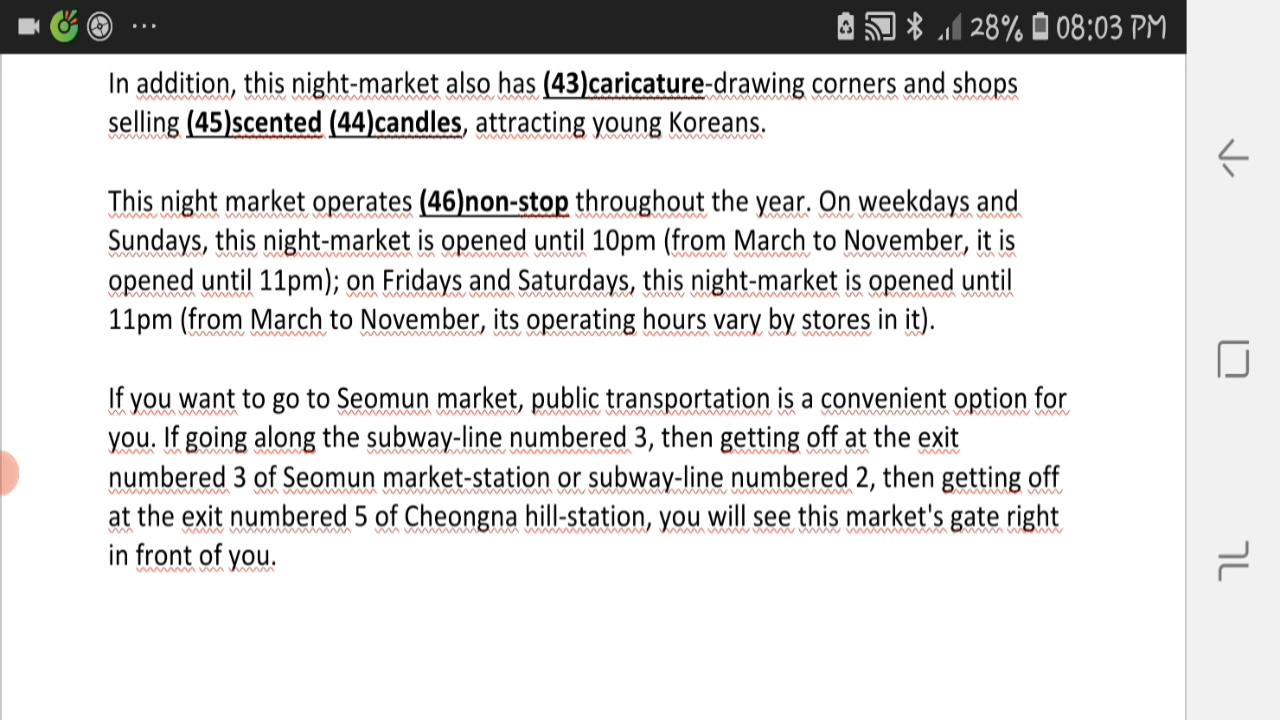 28% 08:03 PM
In addition, this night-market also has (43)caricature-drawing corners and shops
selling (45)scented (44)candles, attracting young Koreans.
This night market operates (46)non-stop throughout the year. On weekdays and
Sundays, this night-market is opened until 10pm (from March to November, it is
opened until 11pm); on Fridays and Saturdays, this night-market is opened until
11pm (from March to November, its operating hours vary by stores in it).
If you want to go to Seomun market, public transportation is a convenient option for
you. If going along the subway-line numbered 3, then getting off at the exit
numbered 3 of Seomun market-station or subway-line numbered 2, then getting off
at the exit numbered 5 of Cheongna hill-station, you will see this market's gate right
in front of you.